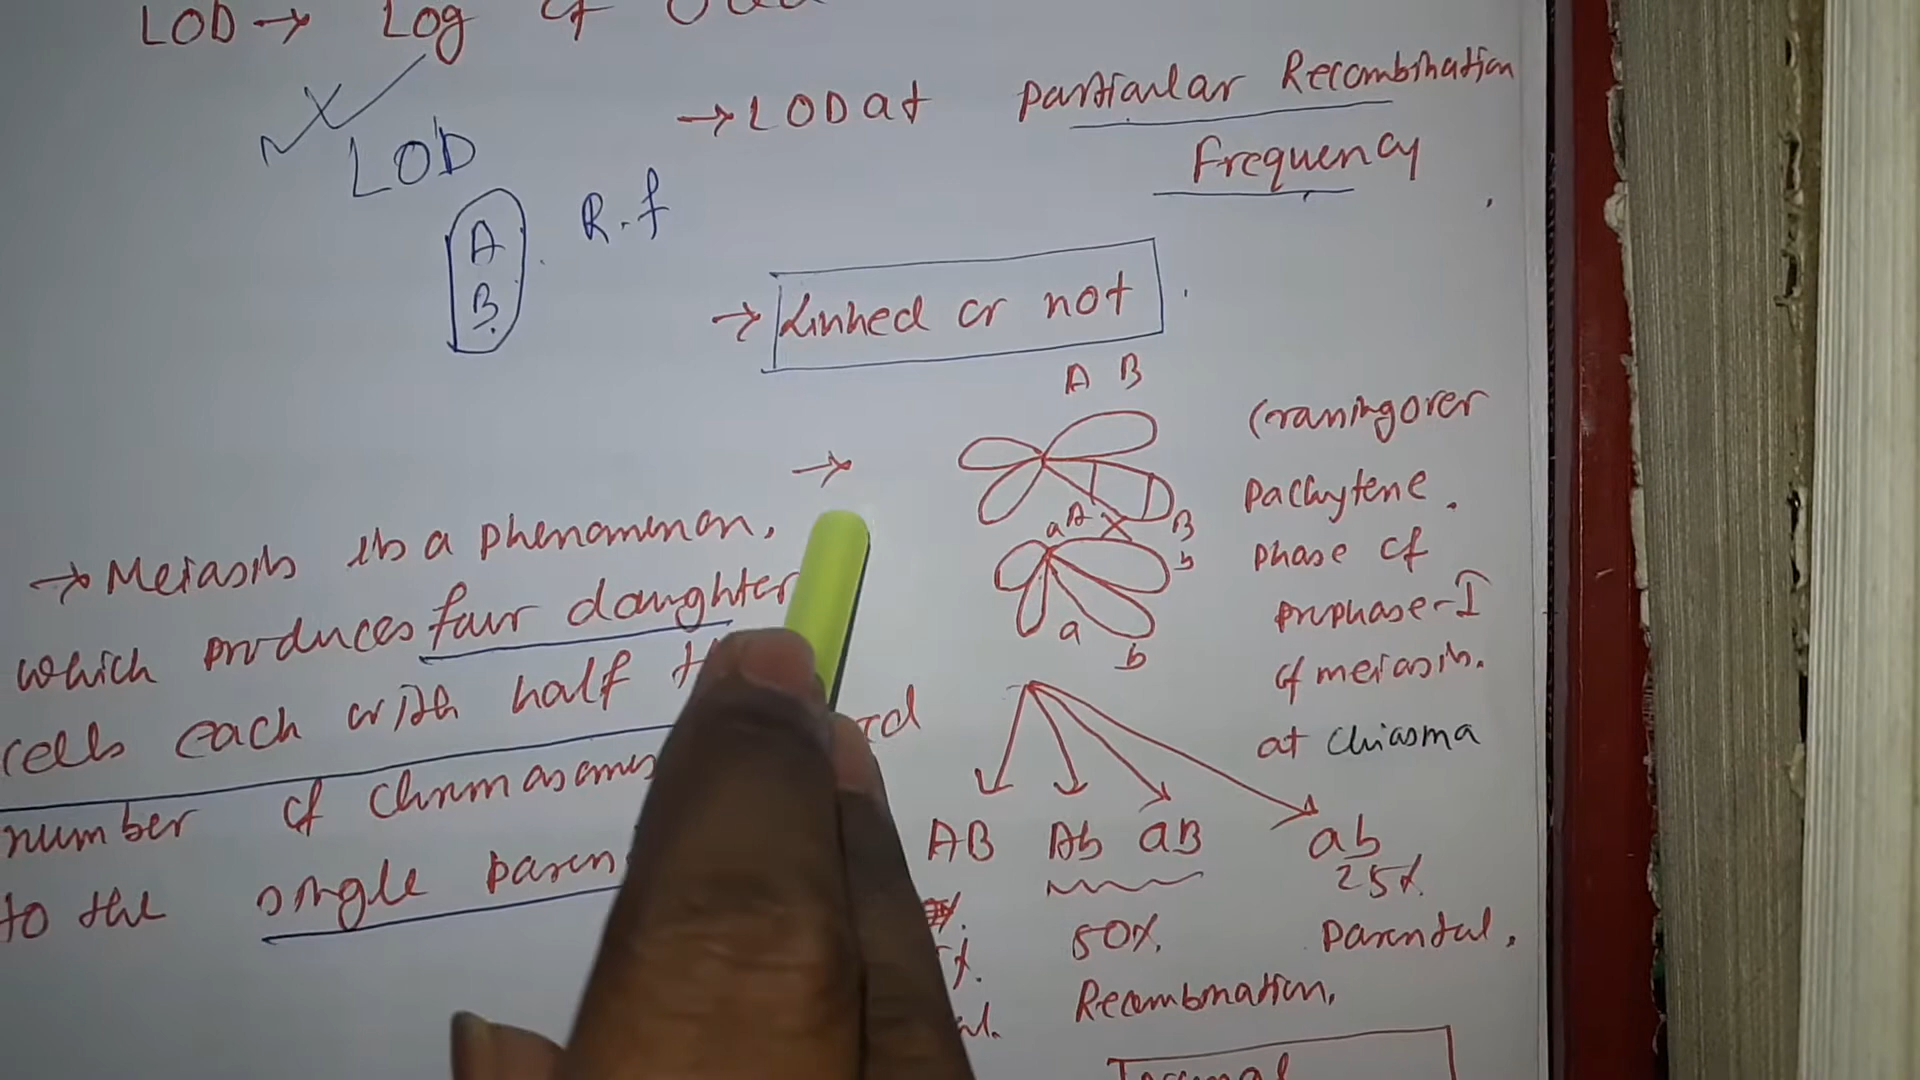 LOD → Log of
→ LOD at particular Recombination
Frequency
LOD
A
B
R.f
→ Linked or not
A B
→
a A B
b
a
b
Crossingover
pachytene.
phase of
prophase-I
of meiosis.
at chiasma
→ Meiosis is a phenomenon,
which produces four daughter
cells each with half
number of chromosomes
to the single
AB Ab aB ab
50%. 25%
Recombination. parental.